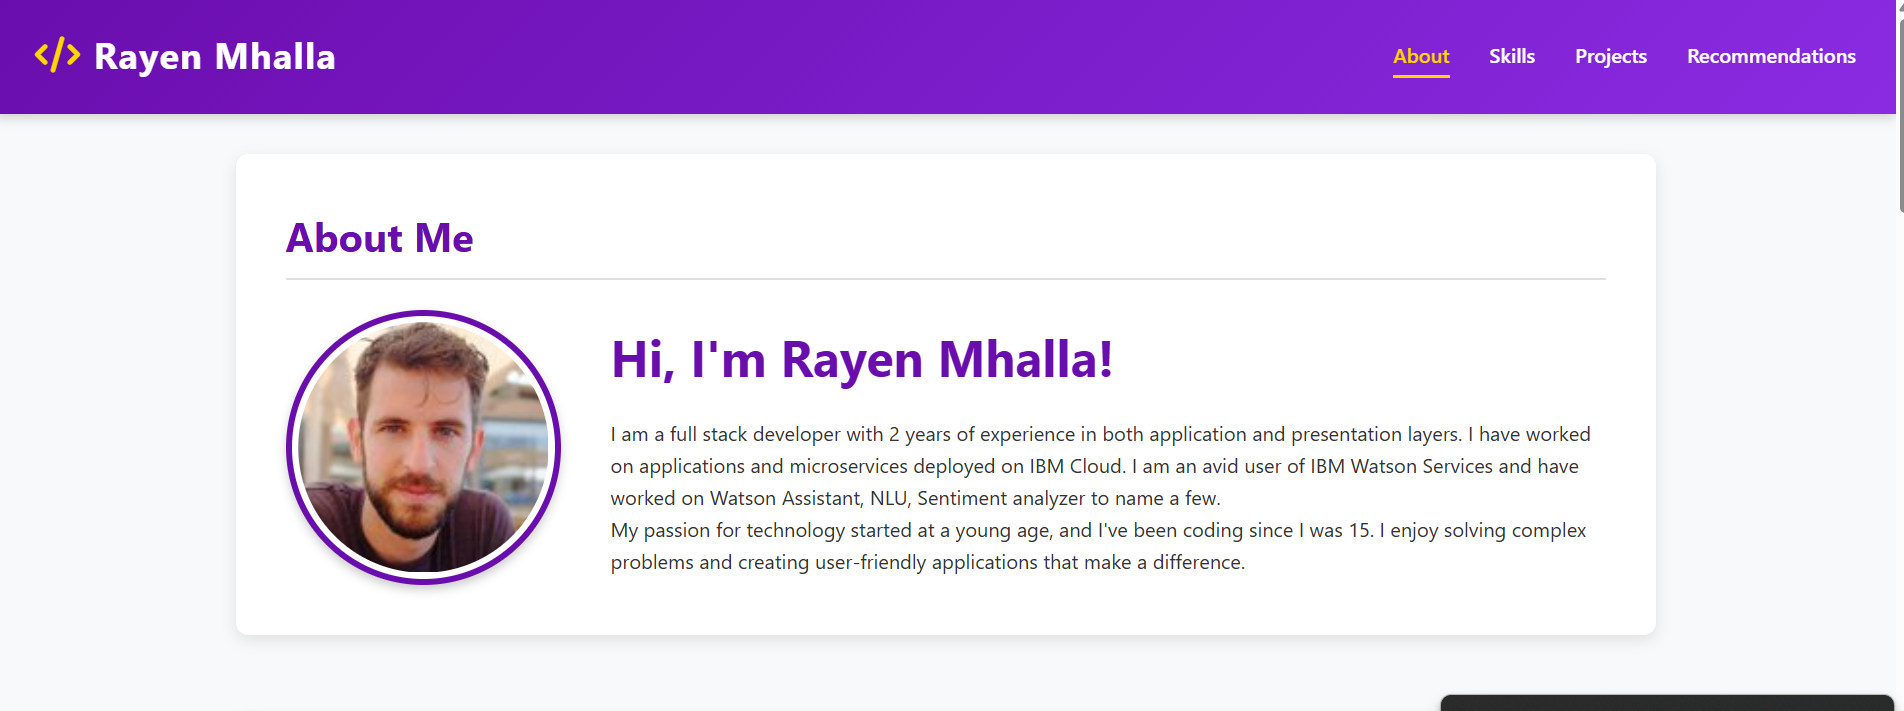 </> Rayen Mhalla
About Skills Projects Recommendations
About Me
Hi, I'm Rayen Mhalla!
I am a full stack developer with 2 years of experience in both application and presentation layers. I have worked
on applications and microservices deployed on IBM Cloud. I am an avid user of IBM Watson Services and have
worked on Watson Assistant, NLU, Sentiment analyzer to name a few.
My passion for technology started at a young age, and I've been coding since I was 15. I enjoy solving complex
problems and creating user-friendly applications that make a difference.